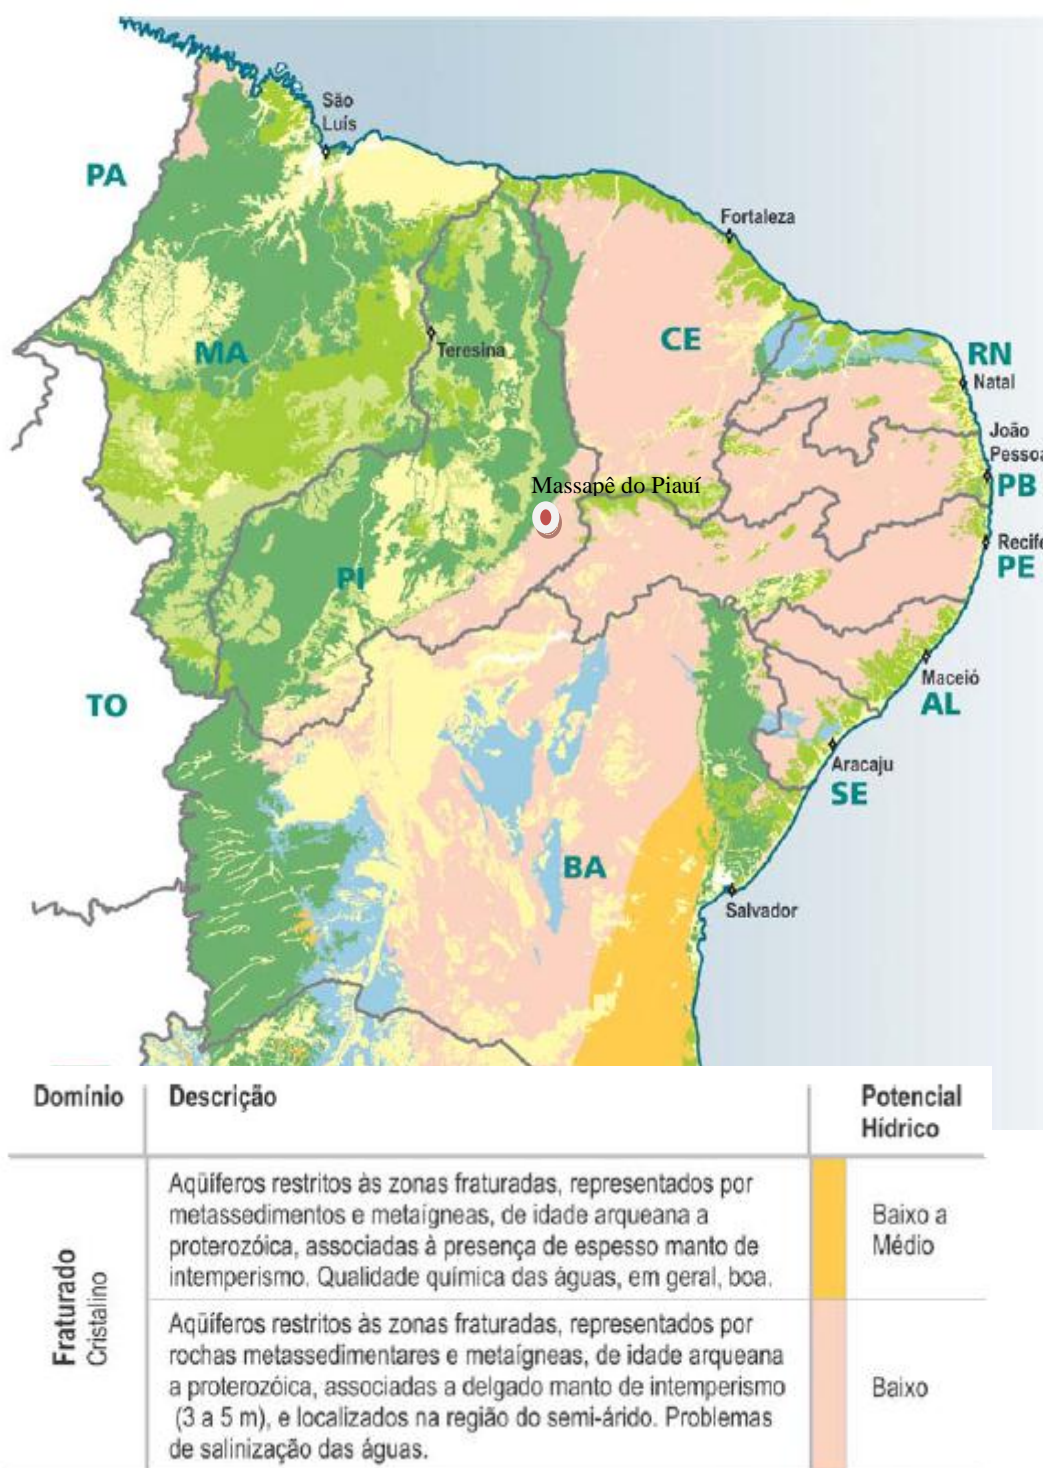 São
Luís
PA
Fortaleza
MA
Teresina
CE
RN
Natal
João
Pessoa
Massapê do Piauí
PB
Recife
PE
PI
TO
Maceió
AL
Aracaju
SE
BA
Salvador
Domínio
Descrição
Potencial
Hídrico
Fraturado
Cristalino
Aqüíferos restritos às zonas fraturadas, representados por
metassedimentos e metaígneas, de idade arqueana a
proterozóica, associadas à presença de espesso manto de
intemperismo. Qualidade química das águas, em geral, boa.
Baixo a
Médio
Aqüíferos restritos às zonas fraturadas, representados por
rochas metassedimentares e metaígneas, de idade arqueana
a proterozóica, associadas a delgado manto de intemperismo
(3 a 5 m), e localizados na região do semi-árido. Problemas
de salinização das águas.
Baixo